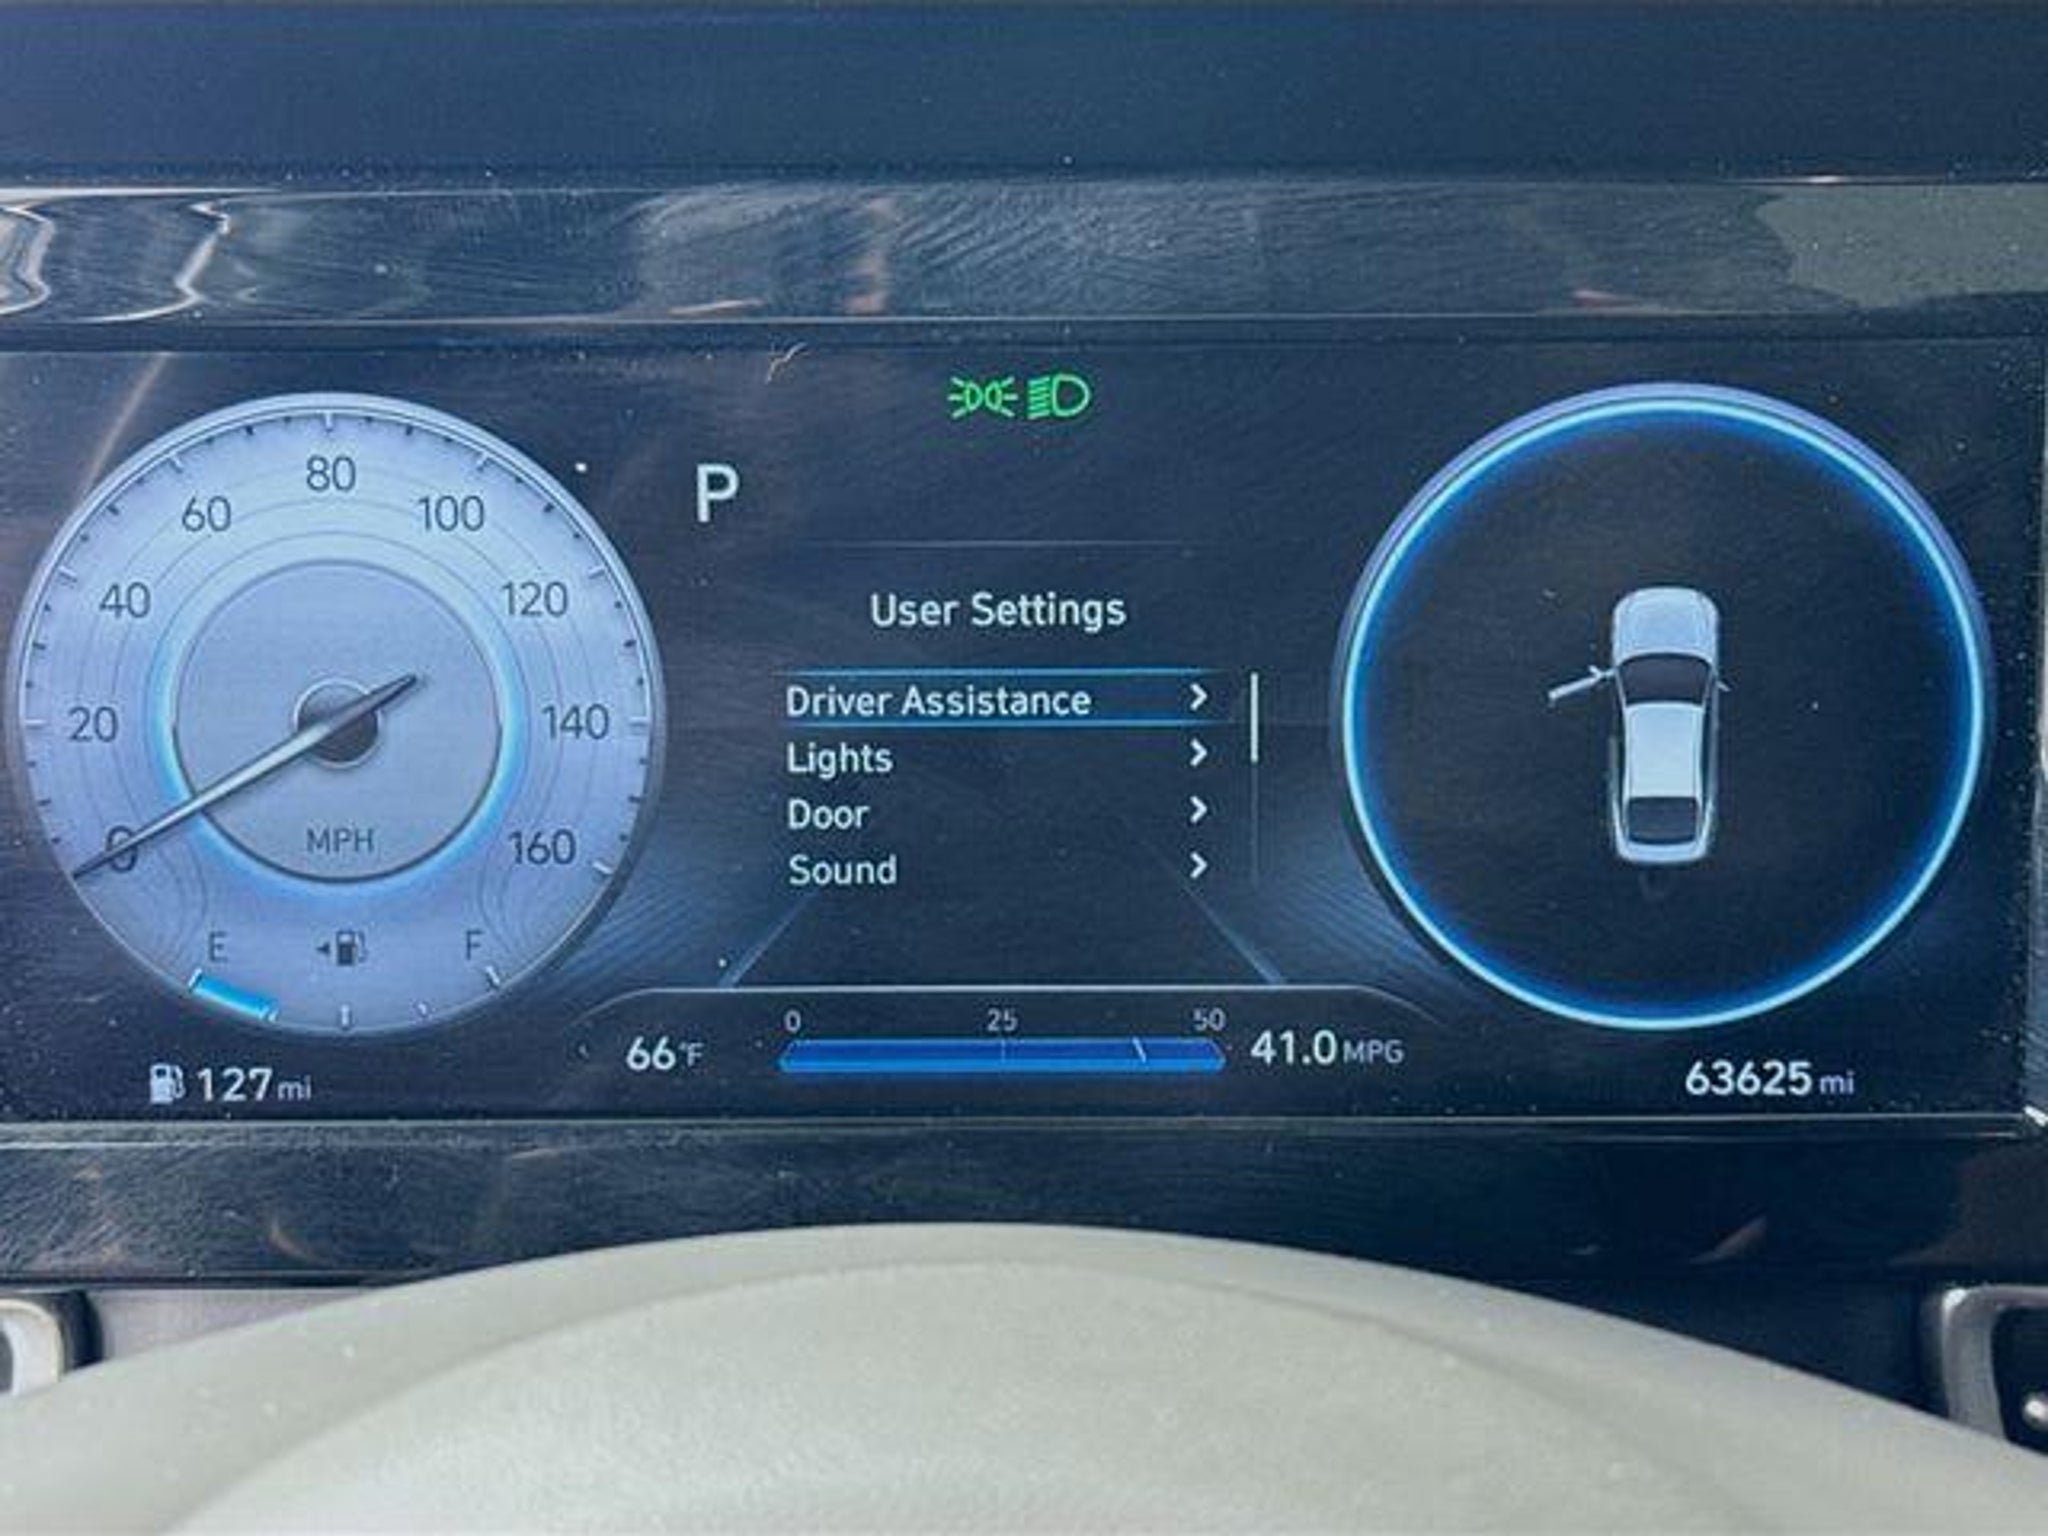 80
60
100
40
120
20
140
0
160
MPH
E
F
127 mi
P
User Settings
Driver Assistance
Lights
Door
Sound
0 25 50
66°F
41.0 MPG
63625 mi